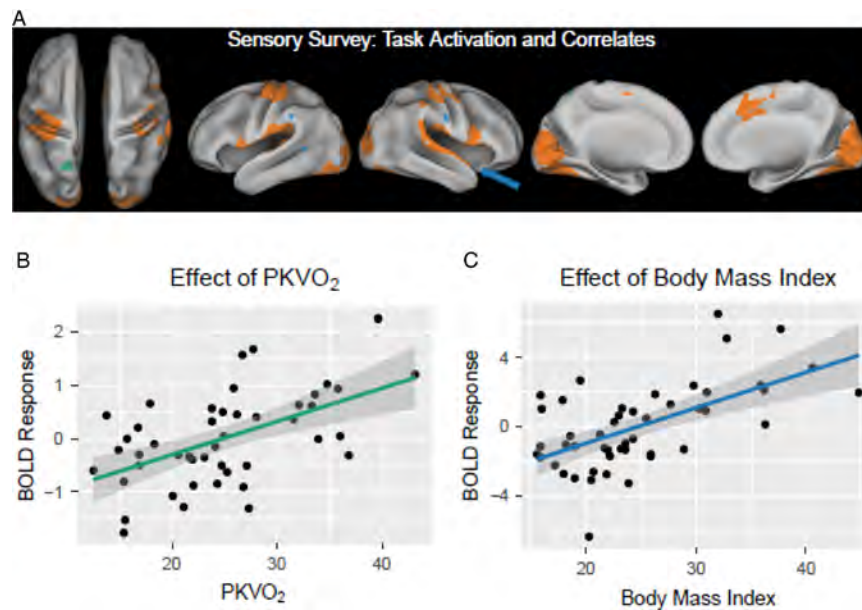 A
Sensory Survey: Task Activation and Correlates
B
Effect of PKVO₂
BOLD Response
2
1
0
−1
20
30
40
PKVO₂
C
Effect of Body Mass Index
BOLD Response
4
0
−4
20
30
40
Body Mass Index